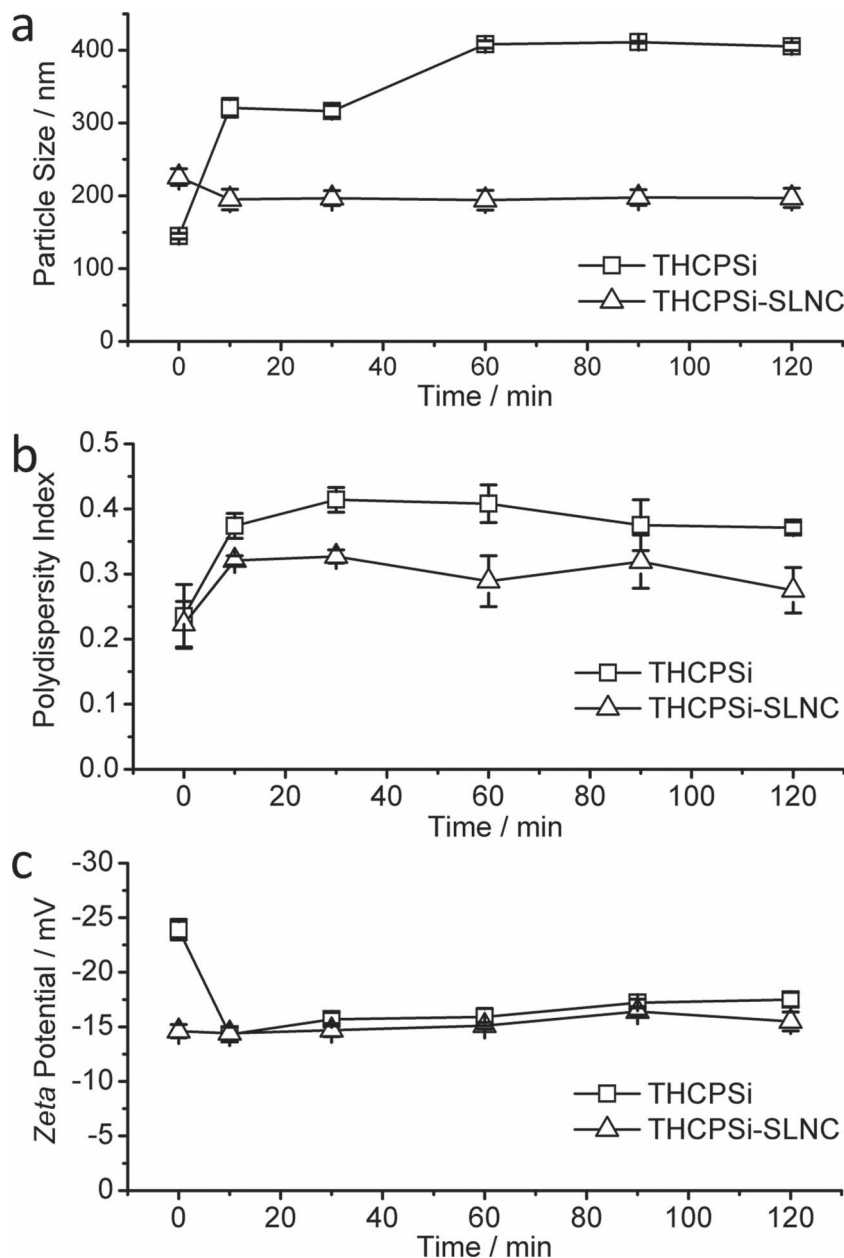 a
400
300
200
100
0
Particle Size / nm
THCPSi
THCPSi-SLNC
0 20 40 60 80 100 120
Time / min
b
0.5
0.4
0.3
0.2
0.1
0.0
Polydispersity Index
THCPSi
THCPSi-SLNC
0 20 40 60 80 100 120
Time / min
c
-30
-25
-20
-15
-10
-5
0
Zeta Potential / mV
THCPSi
THCPSi-SLNC
0 20 40 60 80 100 120
Time / min